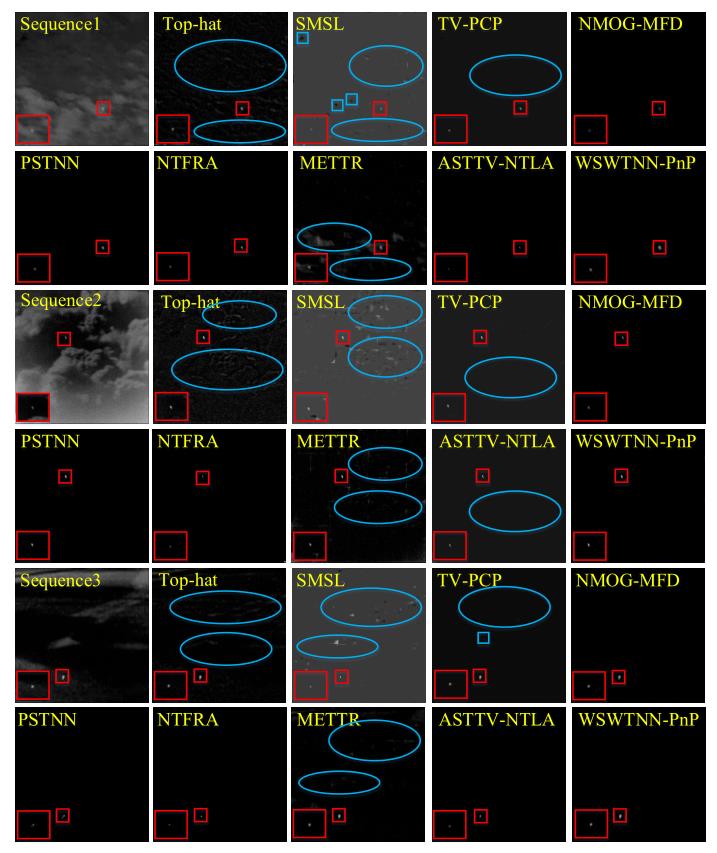 Sequence1 Top-hat SMSL TV-PCP NMOG-MFD
PSTNN NTFRA METTR ASTTV-NTLA WSWTNN-PnP
Sequence2 Top-hat SMSL TV-PCP NMOG-MFD
PSTNN NTFRA METTR ASTTV-NTLA WSWTNN-PnP
Sequence3 Top-hat SMSL TV-PCP NMOG-MFD
PSTNN NTFRA METTR ASTTV-NTLA WSWTNN-PnP